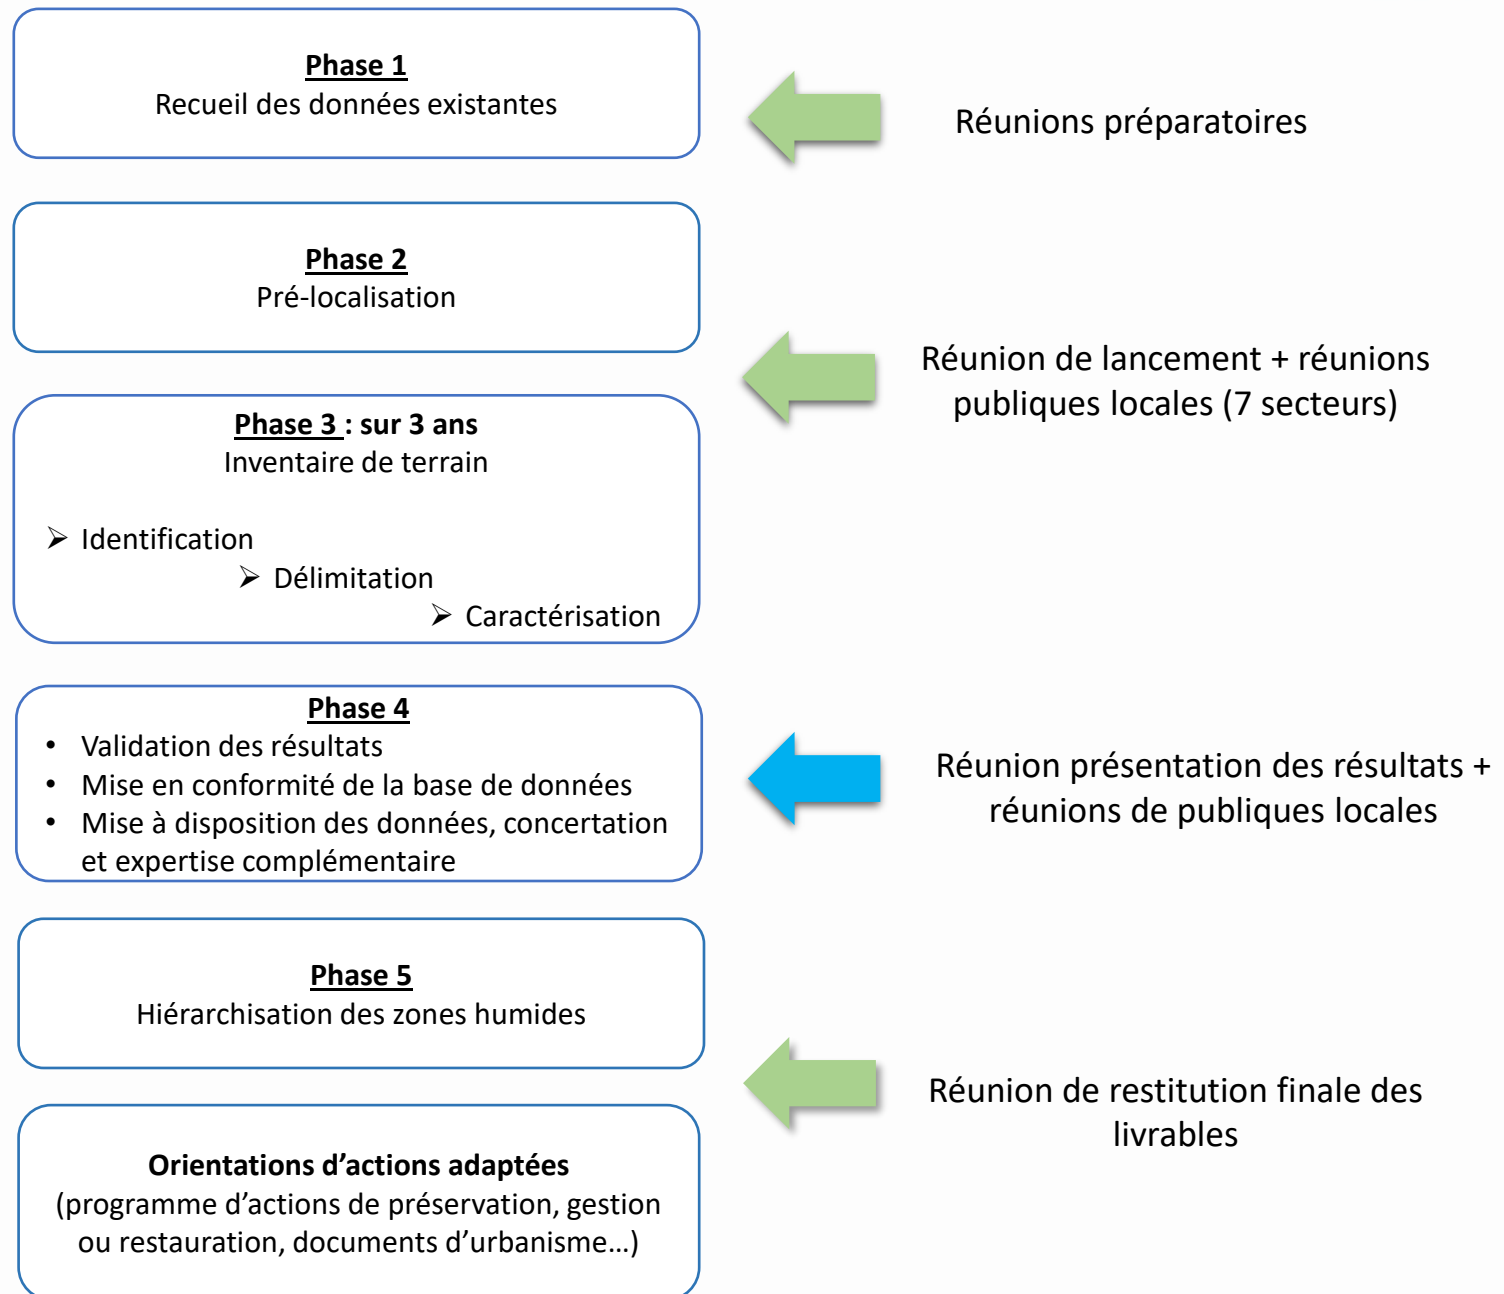 Phase 1
Recueil des données existantes
Réunions préparatoires
Phase 2
Pré-localisation
Réunion de lancement + réunions
publiques locales (7 secteurs)
Phase 3 : sur 3 ans
Inventaire de terrain
➢ Identification
➢ Délimitation
➢ Caractérisation
Phase 4
• Validation des résultats
• Mise en conformité de la base de données
• Mise à disposition des données, concertation
et expertise complémentaire
Réunion présentation des résultats +
réunions de publiques locales
Phase 5
Hiérarchisation des zones humides
Réunion de restitution finale des
livrables
Orientations d’actions adaptées
(programme d’actions de préservation, gestion
ou restauration, documents d’urbanisme…)